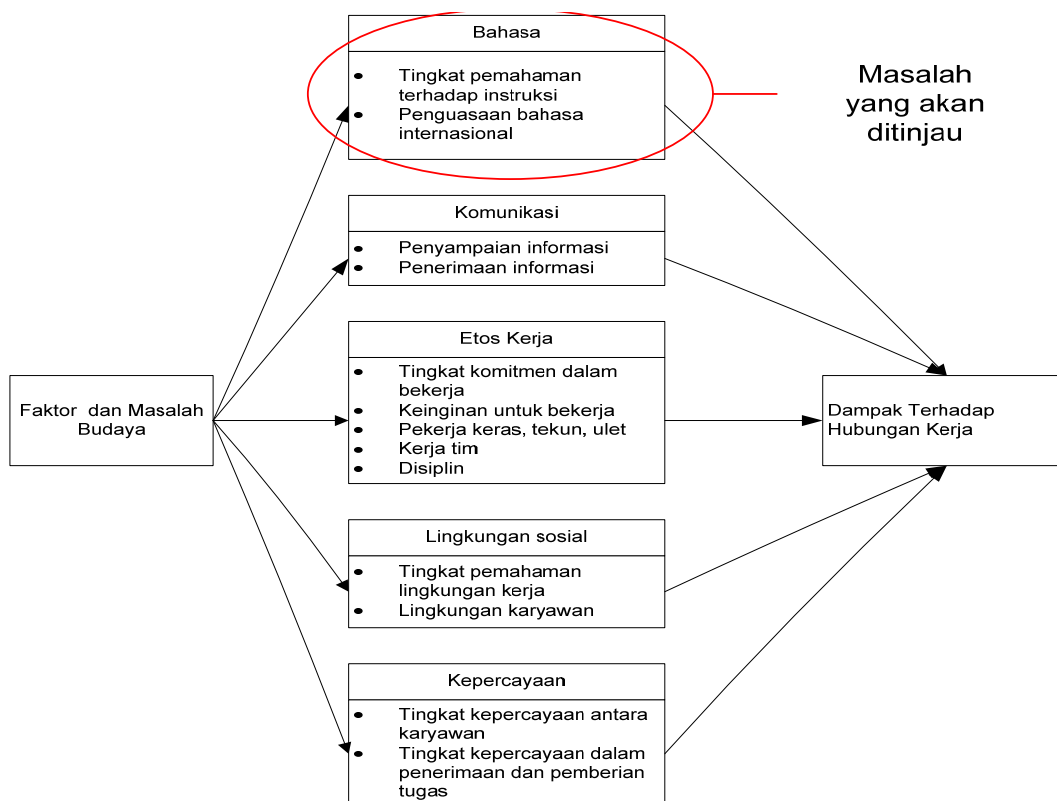 Bahasa
• Tingkat pemahaman
terhadap instruksi
• Penguasaan bahasa
internasional
Masalah
yang akan
ditinjau
Komunikasi
• Penyampaian informasi
• Penerimaan informasi
Etos Kerja
• Tingkat komitmen dalam
bekerja
• Keinginan untuk bekerja
• Pekerja keras, tekun, ulet
• Kerja tim
• Disiplin
Faktor dan Masalah
Budaya
Dampak Terhadap
Hubungan Kerja
Lingkungan sosial
• Tingkat pemahaman
lingkungan kerja
• Lingkungan karyawan
Kepercayaan
• Tingkat kepercayaan antara
karyawan
• Tingkat kepercayaan dalam
penerimaan dan pemberian
tugas